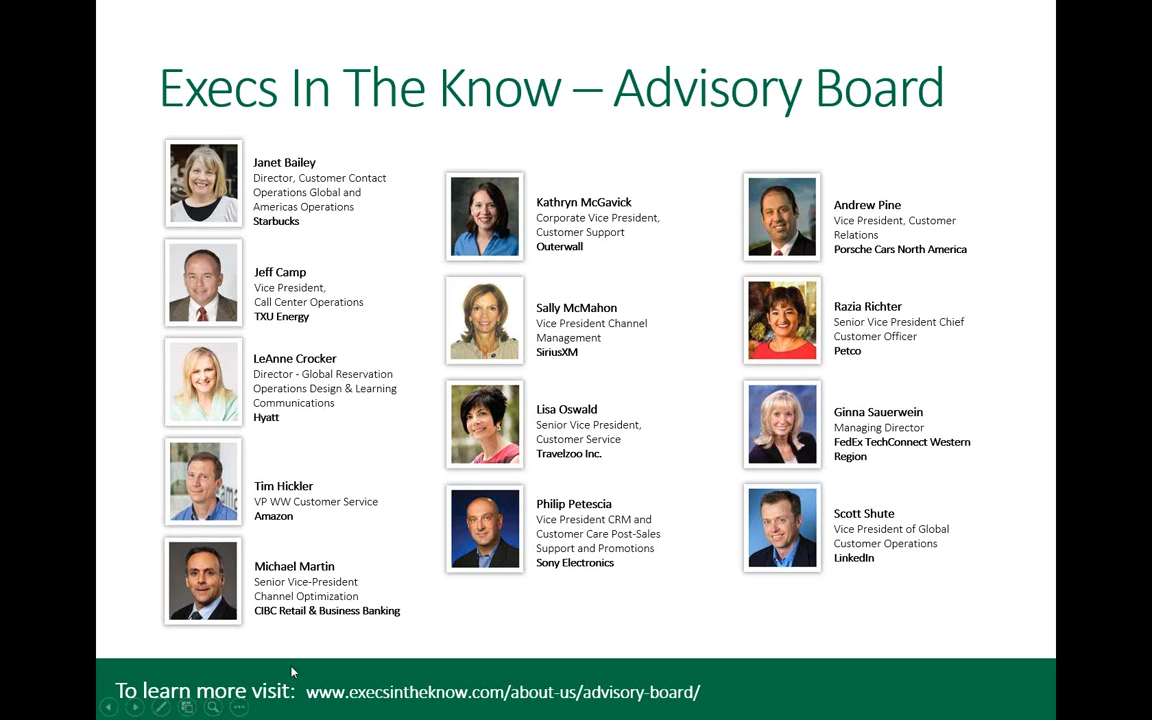 Execs In The Know – Advisory Board
Janet Bailey
Director, Customer Contact
Operations Global and
Americas Operations
Starbucks
Jeff Camp
Vice President,
Call Center Operations
TXU Energy
LeAnne Crocker
Director - Global Reservation
Operations Design & Learning
Communications
Hyatt
Tim Hickler
VP WW Customer Service
Amazon
Michael Martin
Senior Vice-President
Channel Optimization
CIBC Retail & Business Banking
Kathryn McGavick
Corporate Vice President,
Customer Support
Outerwall
Sally McMahon
Vice President Channel
Management
SiriusXM
Lisa Oswald
Senior Vice President,
Customer Service
Travelzoo Inc.
Philip Petescia
Vice President CRM and
Customer Care Post-Sales
Support and Promotions
Sony Electronics
Andrew Pine
Vice President, Customer
Relations
Porsche Cars North America
Razia Richter
Senior Vice President Chief
Customer Officer
Petco
Ginna Sauerwein
Managing Director
FedEx TechConnect Western
Region
Scott Shute
Vice President of Global
Customer Operations
LinkedIn
To learn more visit: www.execsintheknow.com/about-us/advisory-board/